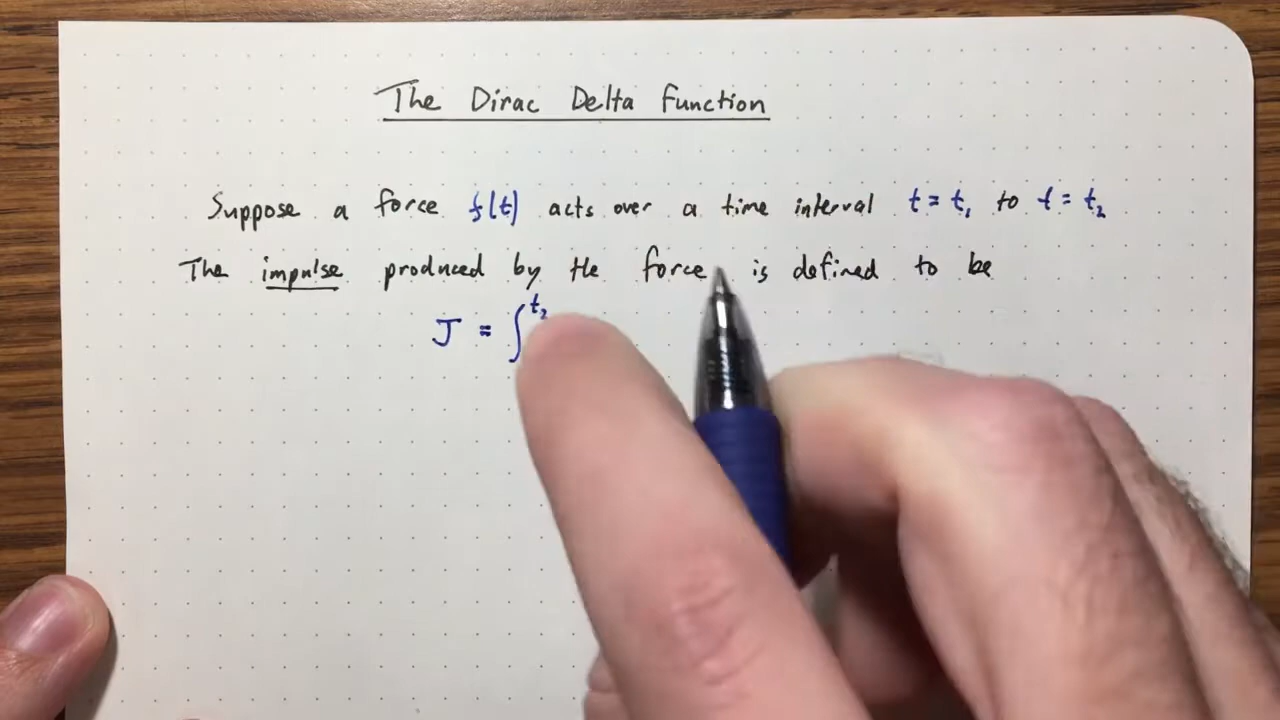 The Dirac Delta Function
Suppose a force f(t) acts over a time interval t = t₁ to t = t₂
The impulse produced by the force is defined to be
J = ∫^t₂